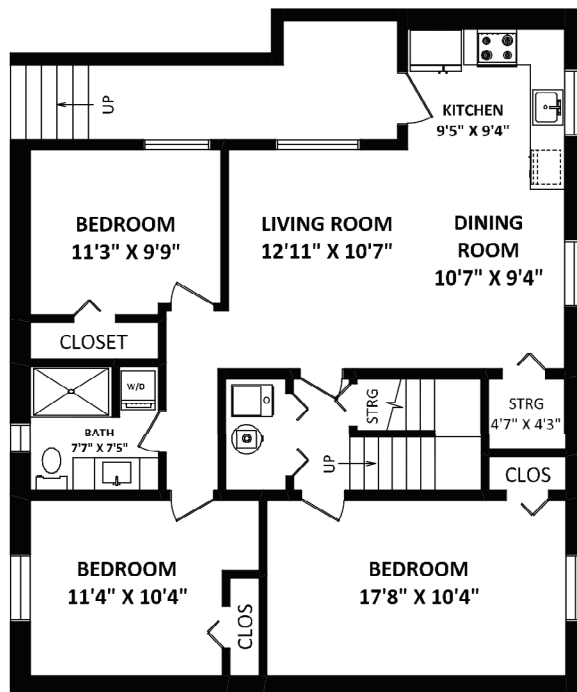 UP
KITCHEN
9'5" X 9'4"
BEDROOM
11'3" X 9'9"
LIVING ROOM
12'11" X 10'7"
DINING
ROOM
10'7" X 9'4"
CLOSET
W/D
BATH
7'7" X 7'5"
STRG
STRG
4'7" X 4'3"
UP
CLOS
BEDROOM
11'4" X 10'4"
CLOS
BEDROOM
17'8" X 10'4"